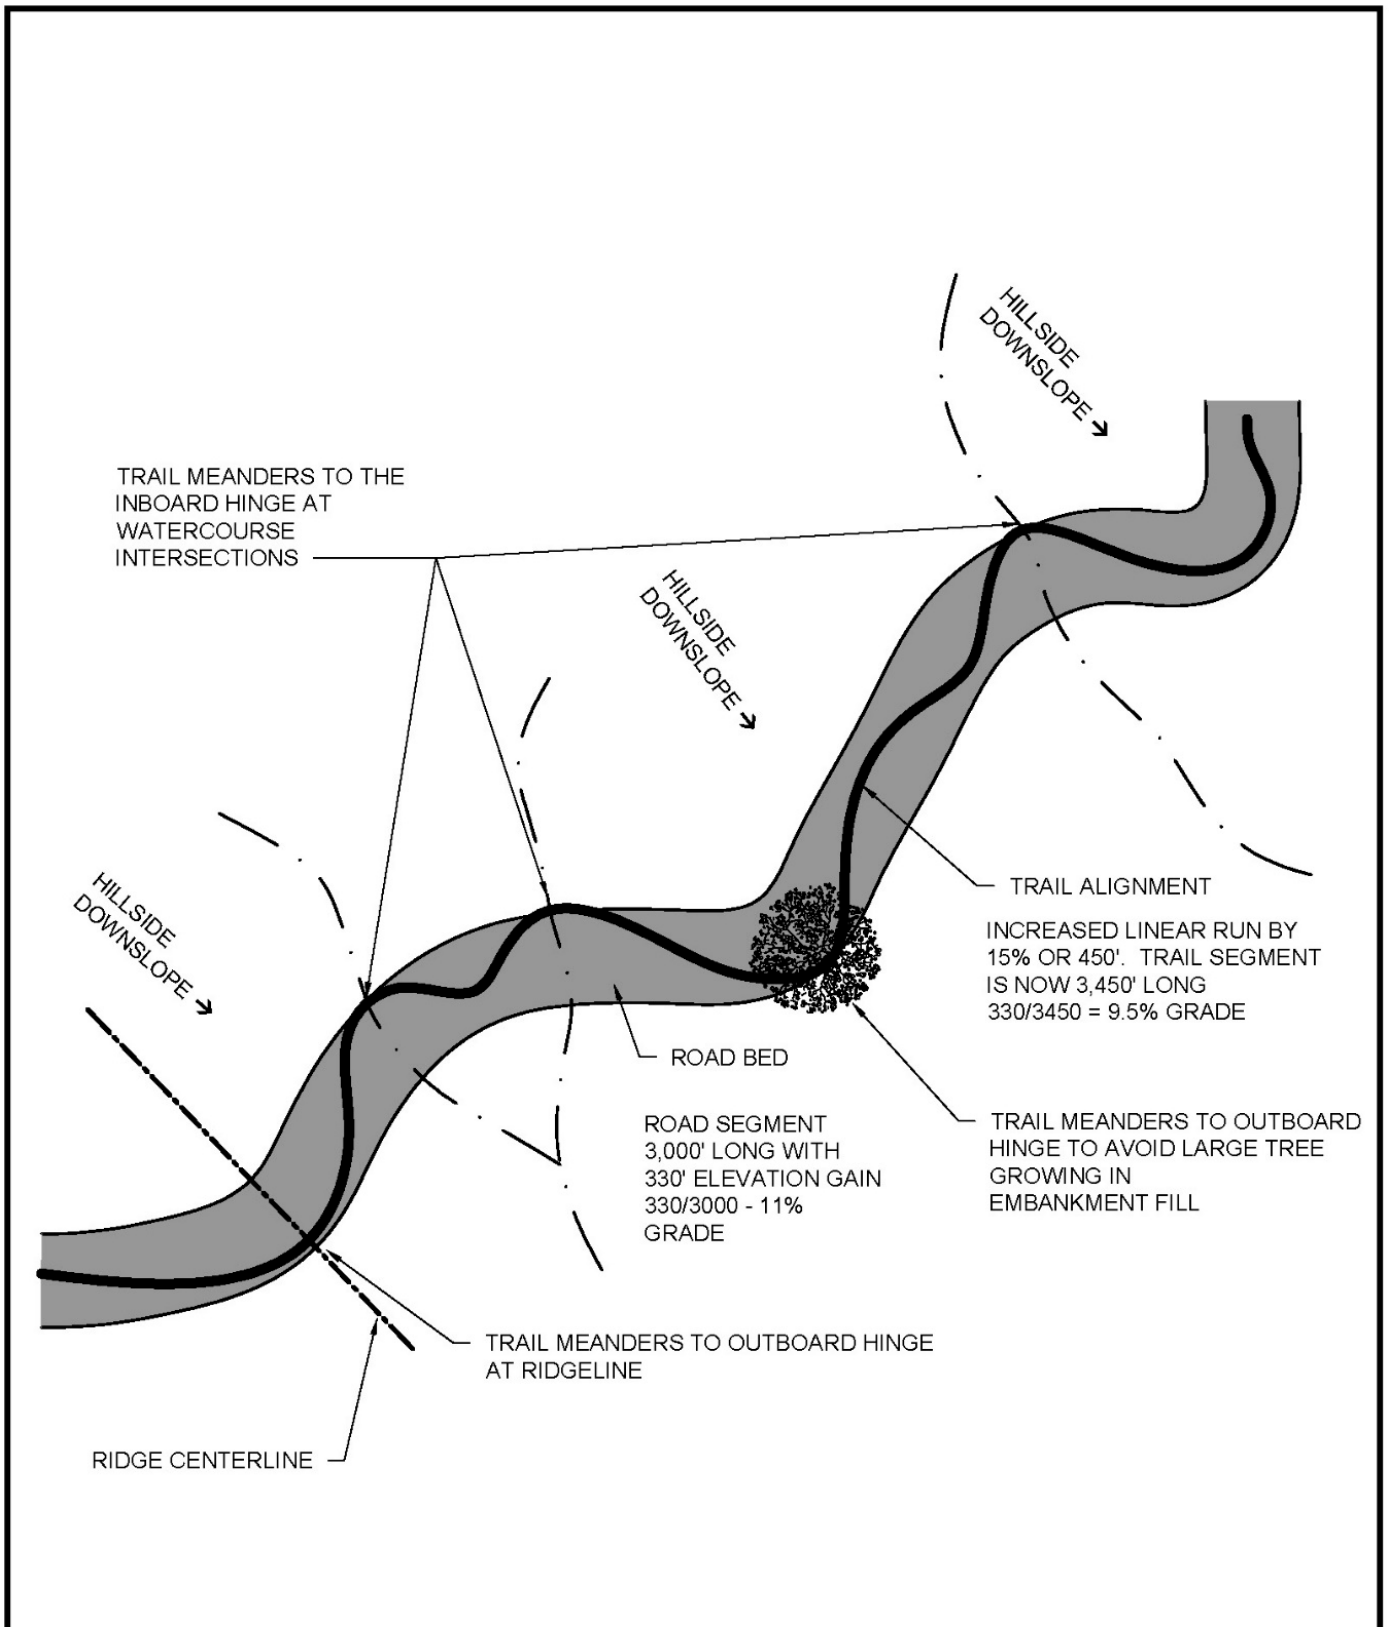 HILLSIDE
DOWNSLOPE →
TRAIL MEANDERS TO THE
INBOARD HINGE AT
WATERCOURSE
INTERSECTIONS
HILLSIDE
DOWNSLOPE →
HILLSIDE
DOWNSLOPE →
TRAIL ALIGNMENT
INCREASED LINEAR RUN BY
15% OR 450'. TRAIL SEGMENT
IS NOW 3,450' LONG
330/3450 = 9.5% GRADE
ROAD BED
ROAD SEGMENT
3,000' LONG WITH
330' ELEVATION GAIN
330/3000 - 11%
GRADE
TRAIL MEANDERS TO OUTBOARD
HINGE TO AVOID LARGE TREE
GROWING IN
EMBANKMENT FILL
TRAIL MEANDERS TO OUTBOARD HINGE
AT RIDGELINE
RIDGE CENTERLINE